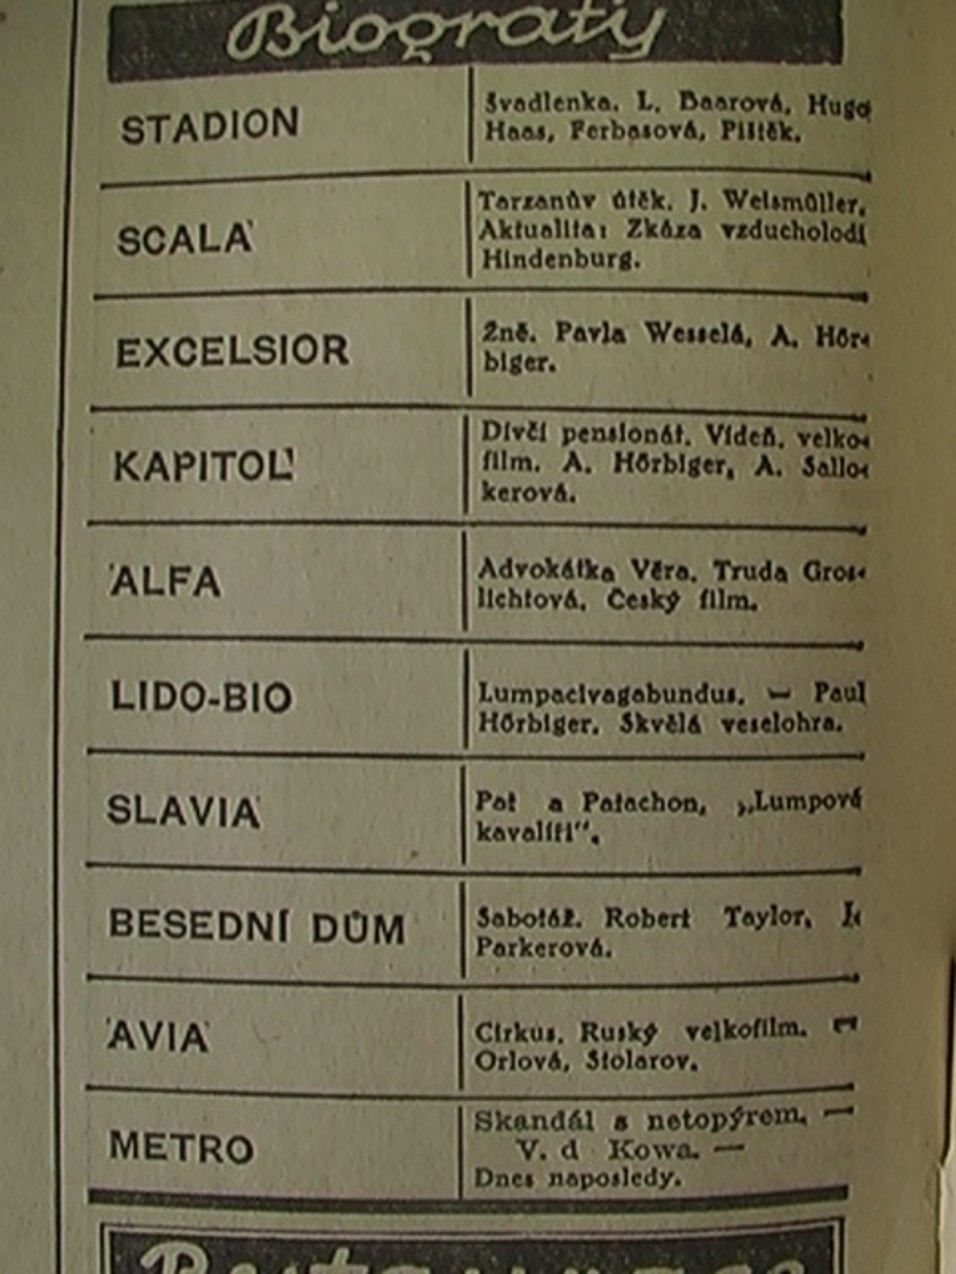 Biografy
STADION
Švadlenka. L. Baarová, Hugo
Haas, Ferbasová, Pištěk.
SCALA
Tarzanův útěk. J. Weismüller,
Aktualita: Zkáza vzducholodi
Hindenburg.
EXCELSIOR
Žně. Pavla Wesselá, A. Hör-
biger.
KAPITOL
Dívčí pensionát. Vídeň. velko-
film. A. Hörbiger, A. Sallo-
kerová.
ALFA
Advokátka Věra. Truda Gros-
lichtová. Český film.
LIDO-BIO
Lumpacivagabundus. — Paul
Hörbiger. Skvělá veselohra.
SLAVIA
Pat a Patachon, „Lumpové
kavalíři“.
BESEDNÍ DŮM
Sabotáž. Robert Taylor, J.
Parkerová.
AVIA
Cirkus. Ruský velkofilm. —
Orlová, Stolarov.
METRO
Skandál s netopýrem. —
V. d Kowa. —
Dnes naposledy.